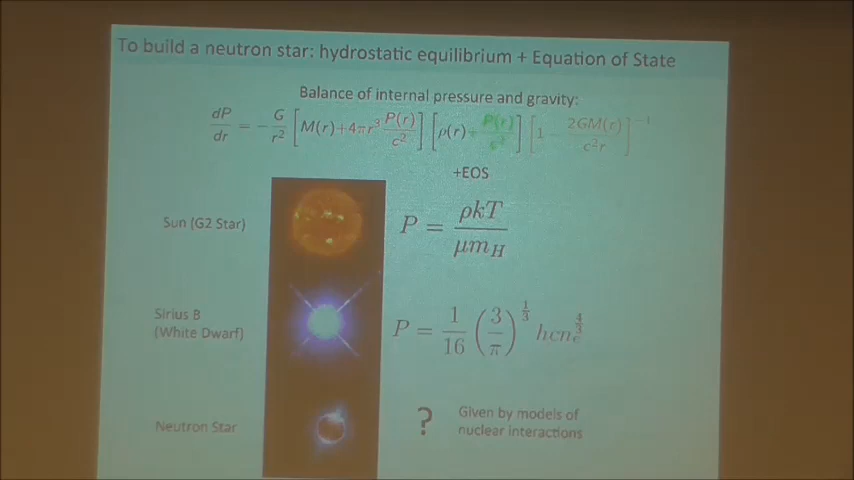 To build a neutron star: hydrostatic equilibrium + Equation of State
Balance of internal pressure and gravity:
dP/dr = − G/r² [M(r)+4πr³ P(r)/c²] [ρ(r)+ P(r)/c²] [1 − 2GM(r)/c²r]⁻¹
+EOS
Sun (G2 Star)
P = ρkT/μm_H
Sirius B
(White Dwarf)
P = 1/16 (3/π)^{1/3} hcn_e^{4/3}
Neutron Star
?
Given by models of
nuclear interactions